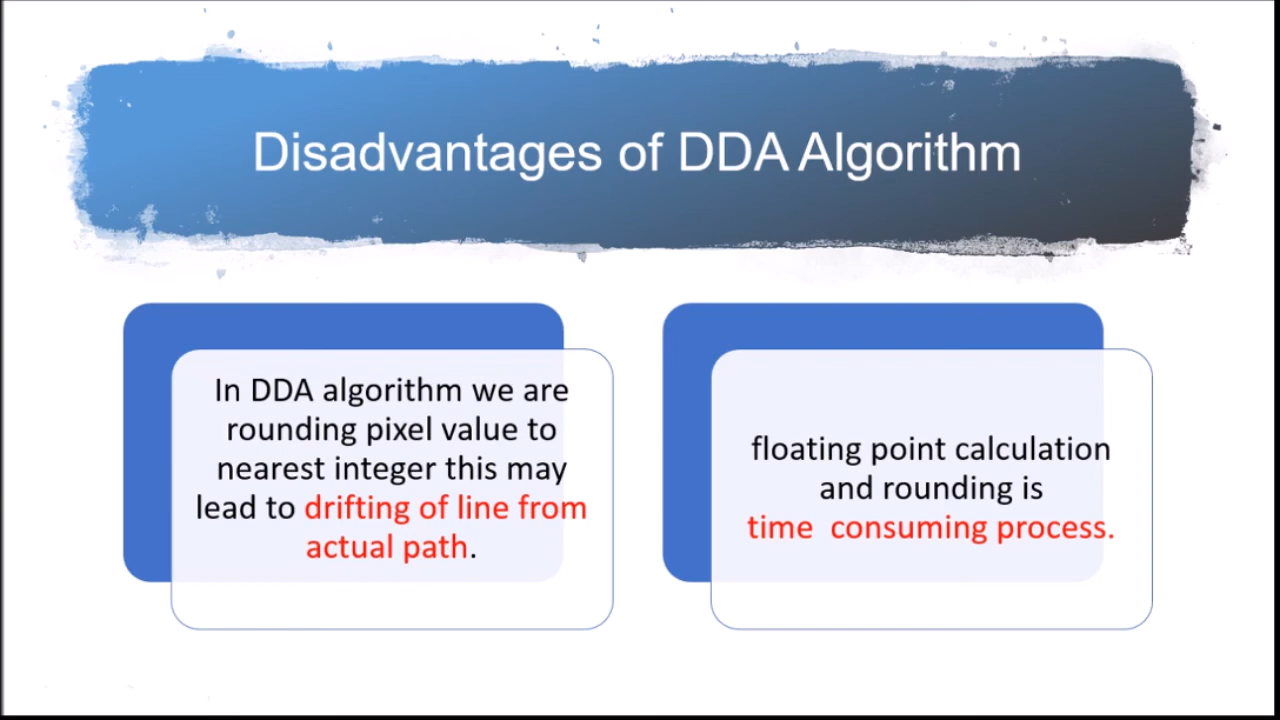 Disadvantages of DDA Algorithm
In DDA algorithm we are
rounding pixel value to
nearest integer this may
lead to drifting of line from
actual path.
floating point calculation
and rounding is
time  consuming process.